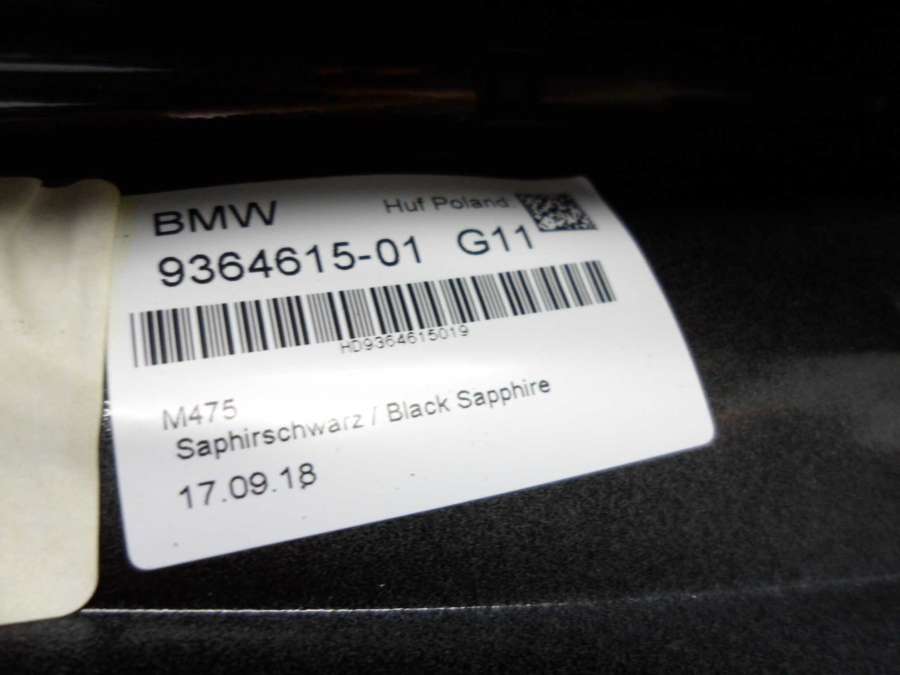 BMW Huf Poland
9364615-01 G11
HD9364615019
M475
Saphirschwarz / Black Sapphire
17.09.18